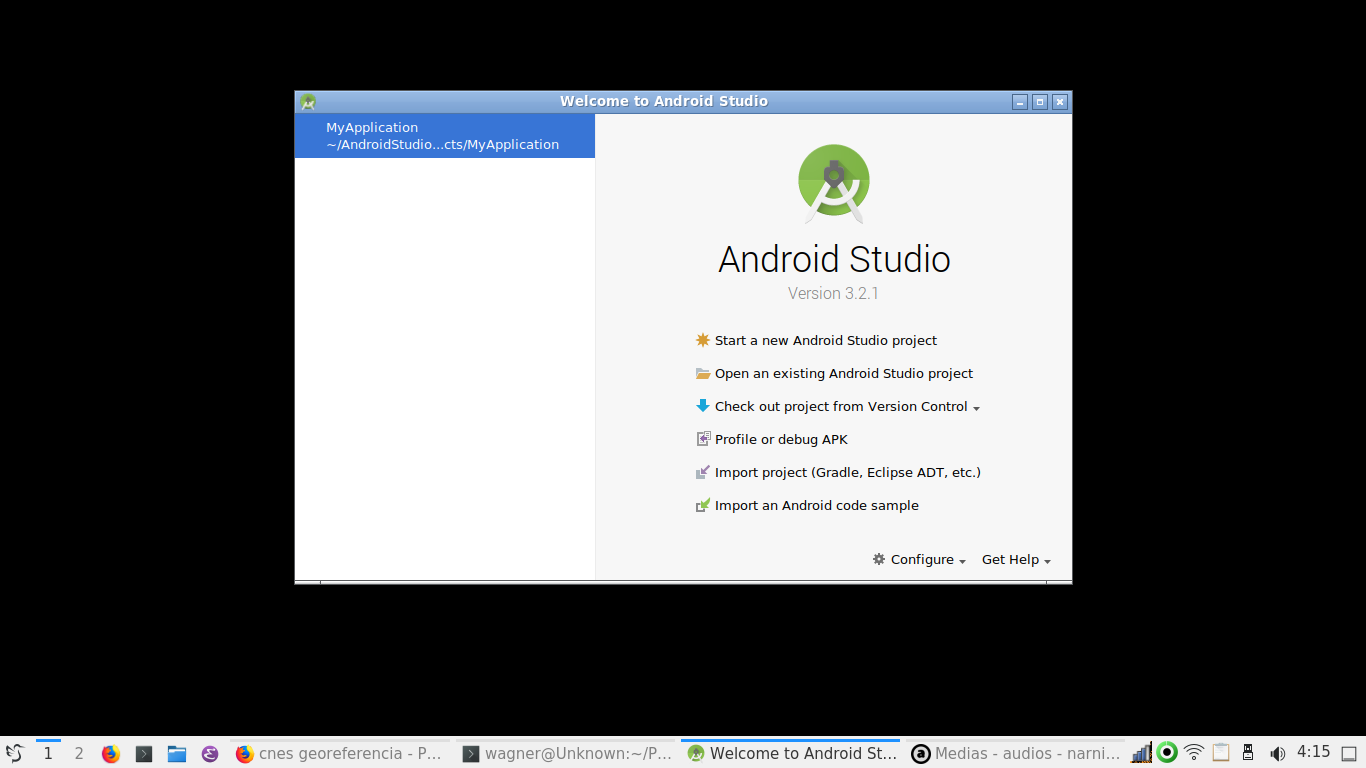 Welcome to Android Studio
MyApplication
~/AndroidStudio...cts/MyApplication
Android Studio
Version 3.2.1
Start a new Android Studio project
Open an existing Android Studio project
Check out project from Version Control
Profile or debug APK
Import project (Gradle, Eclipse ADT, etc.)
Import an Android code sample
Configure
Get Help
1
2
cnes georeferencia - P...
wagner@Unknown:~/P...
Welcome to Android St...
Medias - audios - narni...
4:15